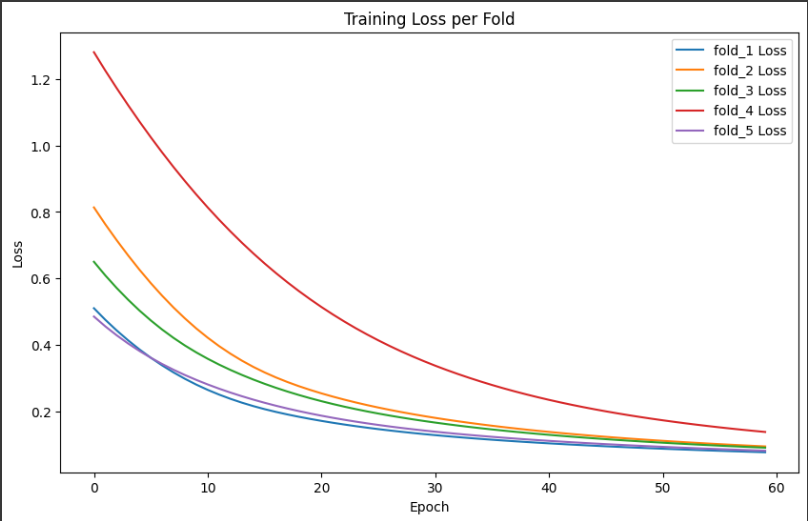 Training Loss per Fold
fold_1 Loss
fold_2 Loss
fold_3 Loss
fold_4 Loss
fold_5 Loss
Loss
1.2
1.0
0.8
0.6
0.4
0.2
0 10 20 30 40 50 60
Epoch